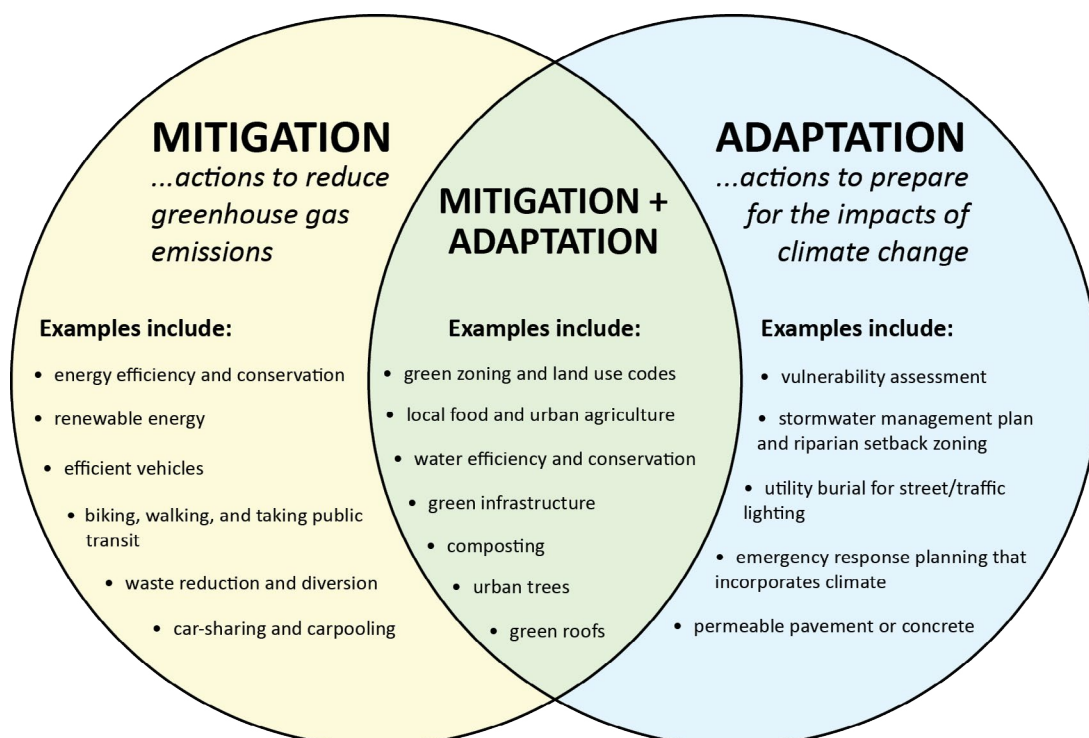 MITIGATION
...actions to reduce
greenhouse gas
emissions
Examples include:
• energy efficiency and conservation
• renewable energy
• efficient vehicles
• biking, walking, and taking public
transit
• waste reduction and diversion
• car-sharing and carpooling
MITIGATION +
ADAPTATION
Examples include:
• green zoning and land use codes
• local food and urban agriculture
• water efficiency and conservation
• green infrastructure
• composting
• urban trees
• green roofs
ADAPTATION
...actions to prepare
for the impacts of
climate change
Examples include:
• vulnerability assessment
• stormwater management plan
and riparian setback zoning
• utility burial for street/traffic
lighting
• emergency response planning that
incorporates climate
• permeable pavement or concrete